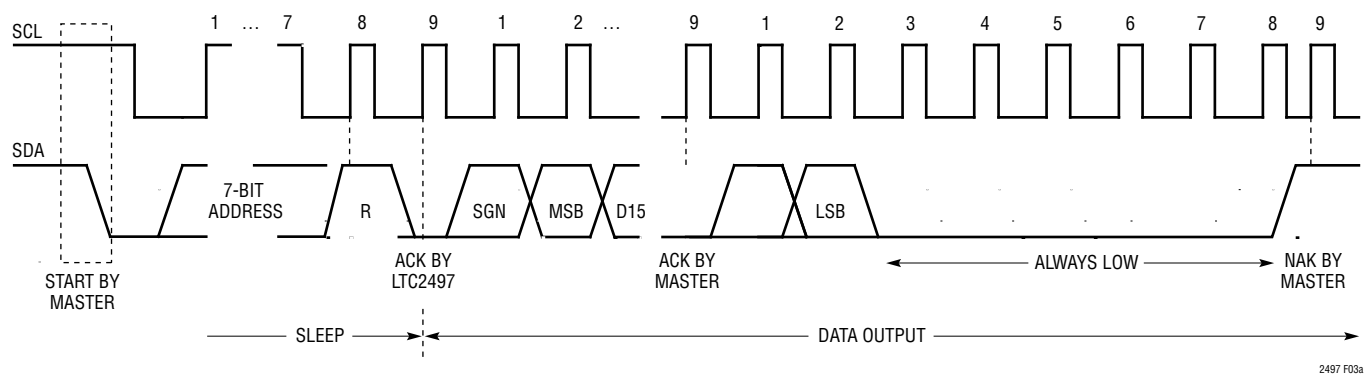 1 … 7 8 9 1 2 … 9 1 2 3 4 5 6 7 8 9
SCL
SDA
7-BIT
ADDRESS
R
SGN
MSB
D15
LSB
START BY
MASTER
ACK BY
LTC2497
ACK BY
MASTER
ALWAYS LOW
NAK BY
MASTER
SLEEP
DATA OUTPUT
2497 F03a